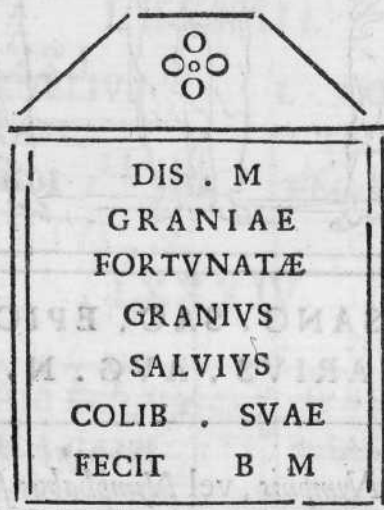 DIS . M
GRANIAE
FORTVNATÆ
GRANIVS
SALVIVS
COLIB . SVAE
FECIT B M